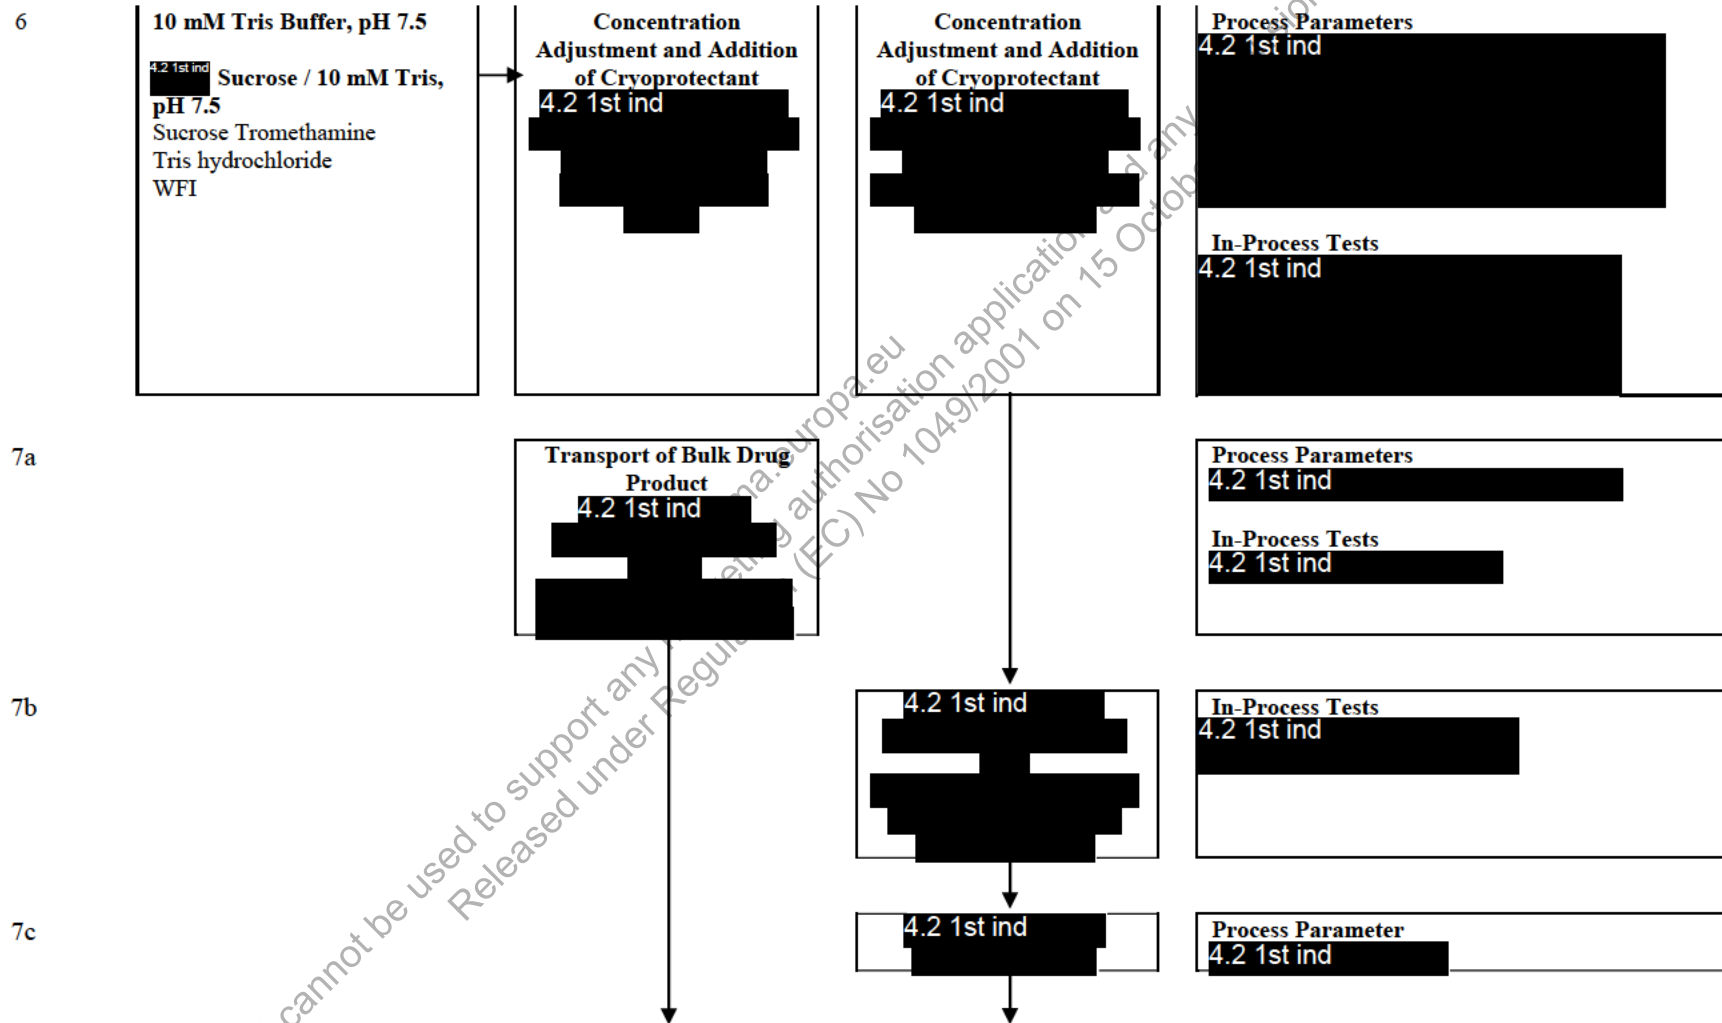 6
10 mM Tris Buffer, pH 7.5
4.2 1st ind Sucrose / 10 mM Tris,
pH 7.5
Sucrose Tromethamine
Tris hydrochloride
WFI
Concentration
Adjustment and Addition
of Cryoprotectant
4.2 1st ind
Concentration
Adjustment and Addition
of Cryoprotectant
4.2 1st ind
Process Parameters
4.2 1st ind
In-Process Tests
4.2 1st ind
7a
Transport of Bulk Drug
Product
4.2 1st ind
Process Parameters
4.2 1st ind
In-Process Tests
4.2 1st ind
7b
4.2 1st ind
In-Process Tests
4.2 1st ind
7c
4.2 1st ind
Process Parameter
4.2 1st ind
cannot be used to support any marketing authorisation application and any
Released under (EC) No 1049/2001 on 15 October